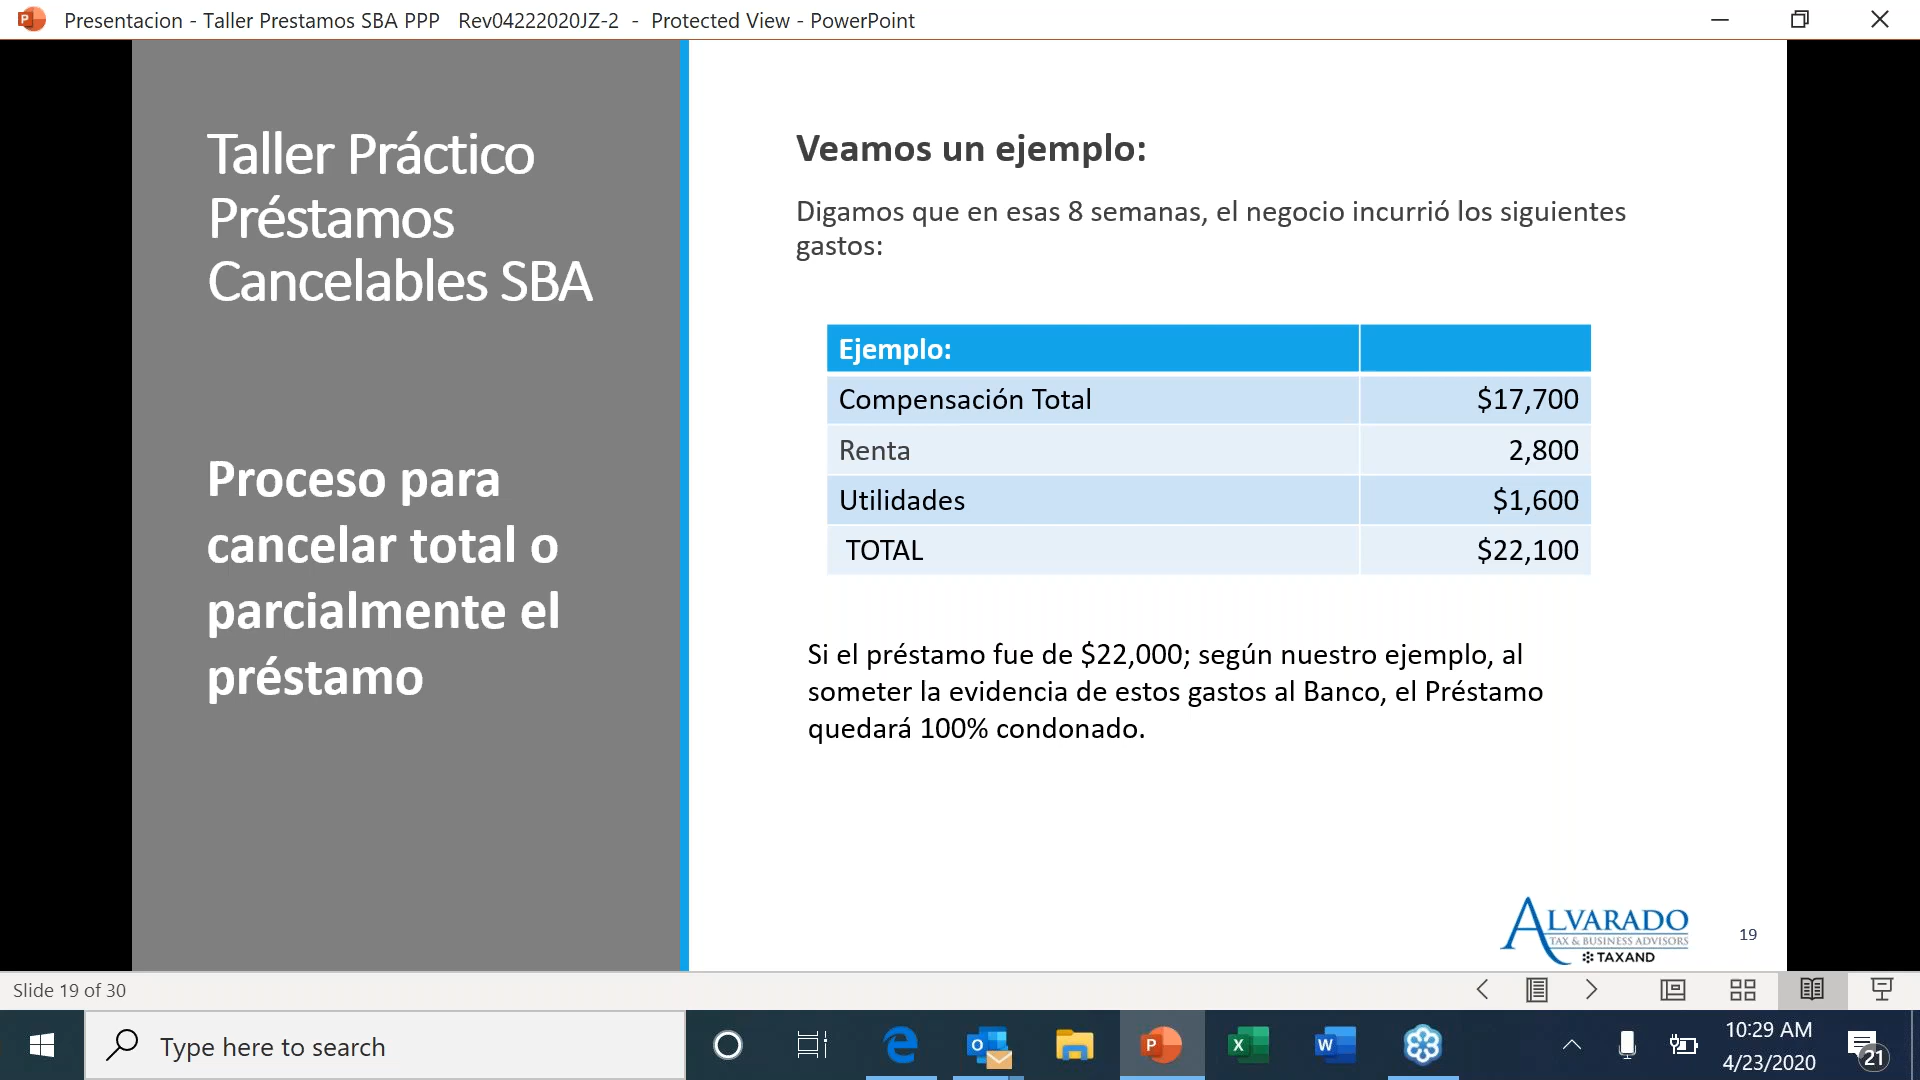 Presentacion - Taller Prestamos SBA PPP   Rev04222020JZ-2  -  Protected View - PowerPoint
Taller Práctico
Préstamos
Cancelables SBA
Proceso para
cancelar total o
parcialmente el
préstamo
Veamos un ejemplo:
Digamos que en esas 8 semanas, el negocio incurrió los siguientes
gastos:
Ejemplo:
Compensación Total $17,700
Renta 2,800
Utilidades $1,600
TOTAL $22,100
Si el préstamo fue de $22,000; según nuestro ejemplo, al
someter la evidencia de estos gastos al Banco, el Préstamo
quedará 100% condonado.
ALVARADO
TAX & BUSINESS ADVISORS
TAXAND
19
Slide 19 of 30
Type here to search
10:29 AM
4/23/2020
21